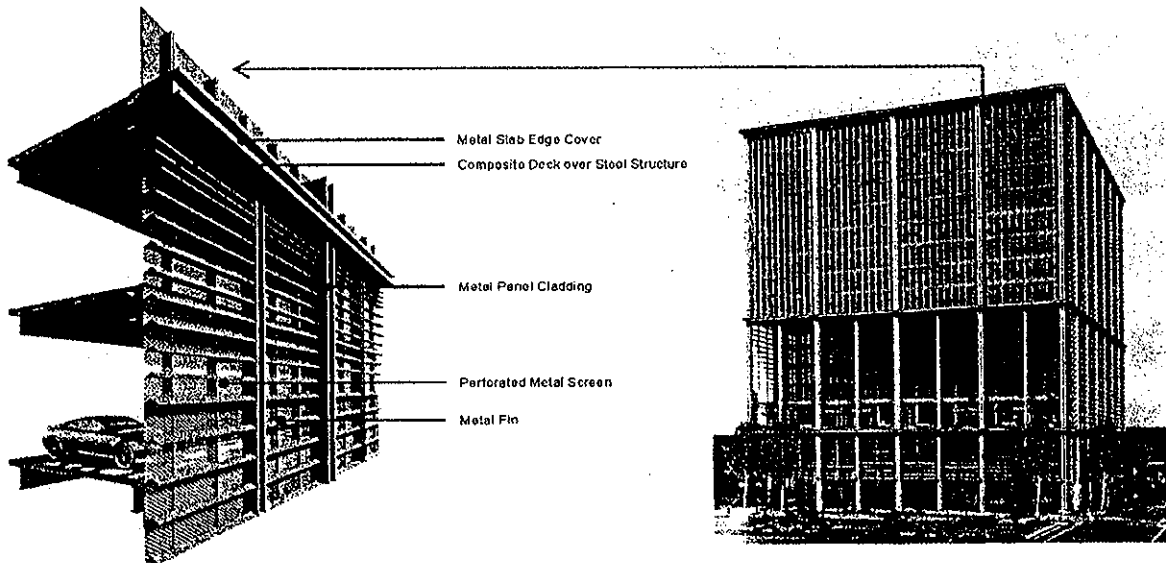 Metal Slab Edge Cover
Composite Deck over Steel Structure
Metal Panel Cladding
Perforated Metal Screen
Metal Fin